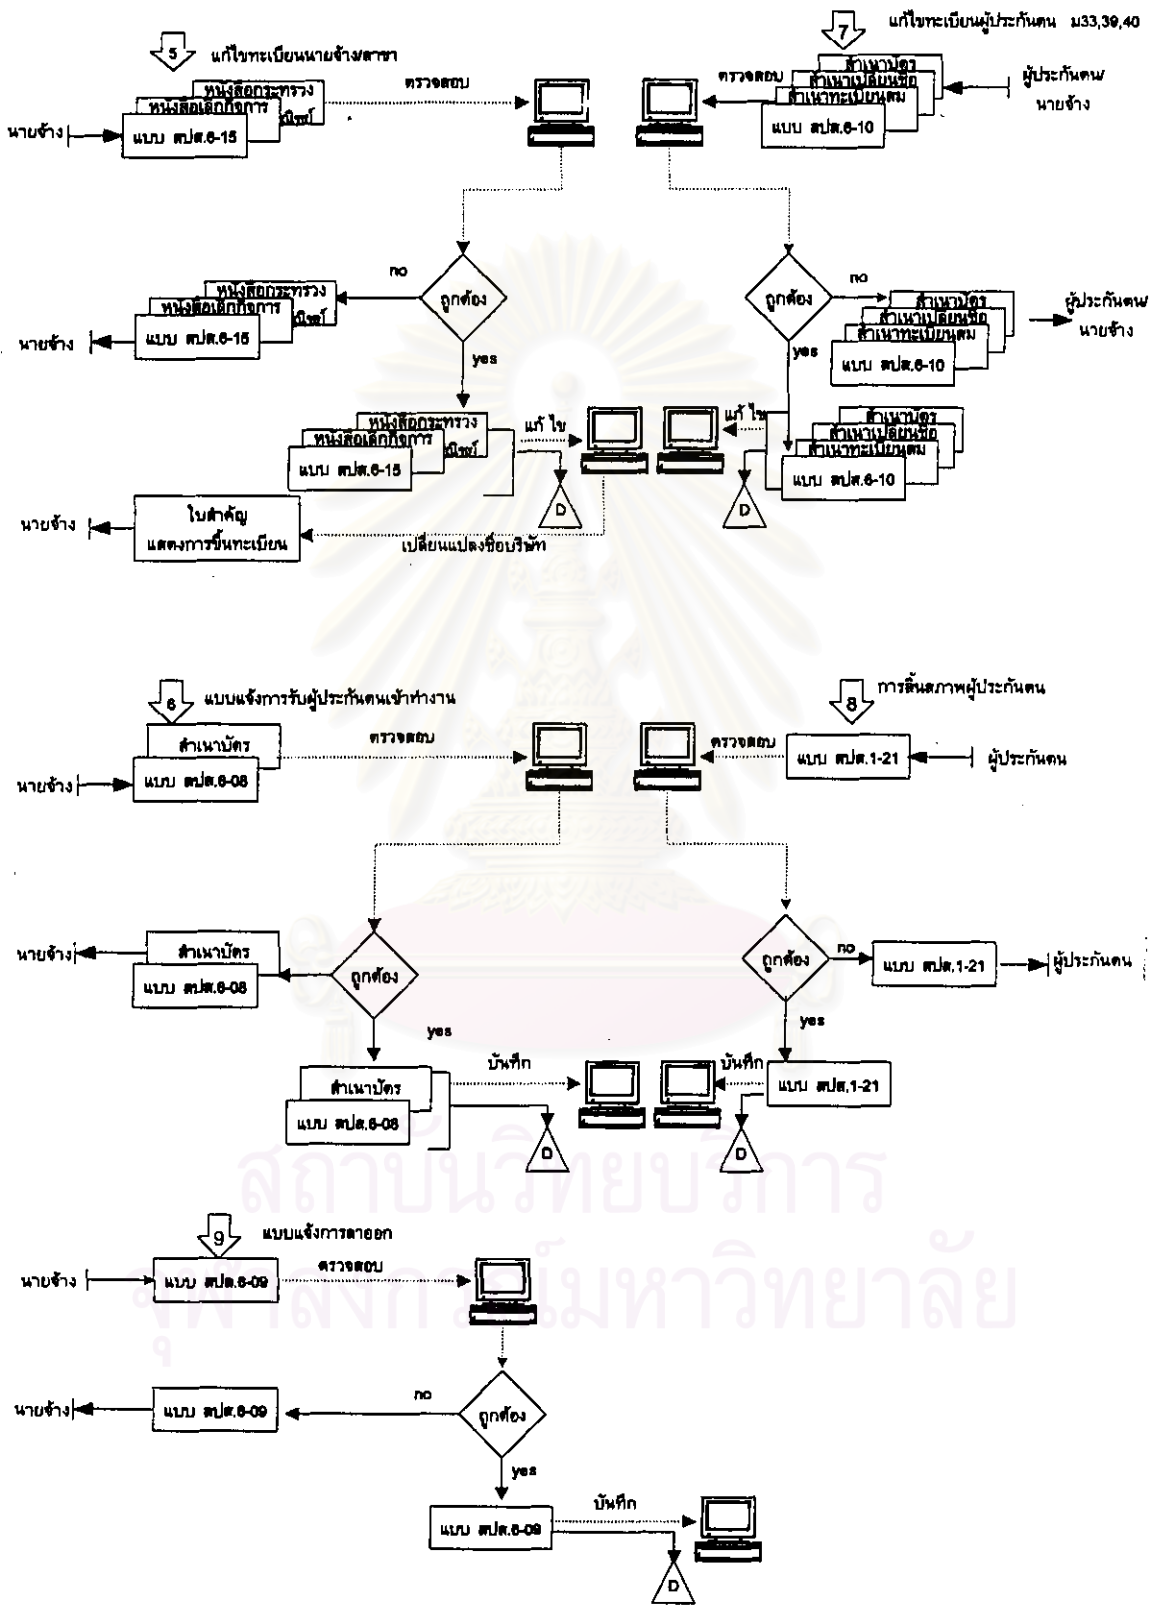 5 แก้ไขทะเบียนนายจ้าง/สาขา
หนังสือกระทรวง
หนังสือเลิกกิจการ
ณิชย์
แบบ สปส.6-15
นายจ้าง
ตรวจสอบ
7 แก้ไขทะเบียนผู้ประกันตน ม33,39,40
สำเนาบัตร
สำเนาเปลี่ยนชื่อ
สำเนาทะเบียนสม
แบบ สปส.6-10
ตรวจสอบ
ผู้ประกันตน/
นายจ้าง
ถูกต้อง
no
yes
หนังสือกระทรวง
หนังสือเลิกกิจการ
ณิชย์
แบบ สปส.6-15
นายจ้าง
ถูกต้อง
no
yes
สำเนาบัตร
สำเนาเปลี่ยนชื่อ
สำเนาทะเบียนสม
แบบ สปส.6-10
ผู้ประกันตน/
นายจ้าง
หนังสือกระทรวง
หนังสือเลิกกิจการ
ณิชย์
แบบ สปส.6-15
แก้ไข
D
แก้ไข
D
สำเนาบัตร
สำเนาเปลี่ยนชื่อ
สำเนาทะเบียนสม
แบบ สปส.6-10
นายจ้าง
ใบสำคัญ
แสดงการขึ้นทะเบียน
เปลี่ยนแปลงชื่อบริษัท
6 แบบแจ้งการรับผู้ประกันตนเข้าทำงาน
สำเนาบัตร
แบบ สปส.6-08
นายจ้าง
ตรวจสอบ
8 การสิ้นสภาพผู้ประกันตน
ตรวจสอบ
แบบ สปส.1-21
ผู้ประกันตน
นายจ้าง
สำเนาบัตร
แบบ สปส.6-08
ถูกต้อง
yes
ถูกต้อง
no
yes
แบบ สปส.1-21
ผู้ประกันตน
สำเนาบัตร
แบบ สปส.6-08
บันทึก
D
บันทึก
D
แบบ สปส.1-21
สถาบันวิทยบริการ
จุฬาลงกรณ์มหาวิทยาลัย
9 แบบแจ้งการลาออก
นายจ้าง
แบบ สปส.6-09
ตรวจสอบ
นายจ้าง
แบบ สปส.6-09
no
ถูกต้อง
yes
แบบ สปส.6-09
บันทึก
D